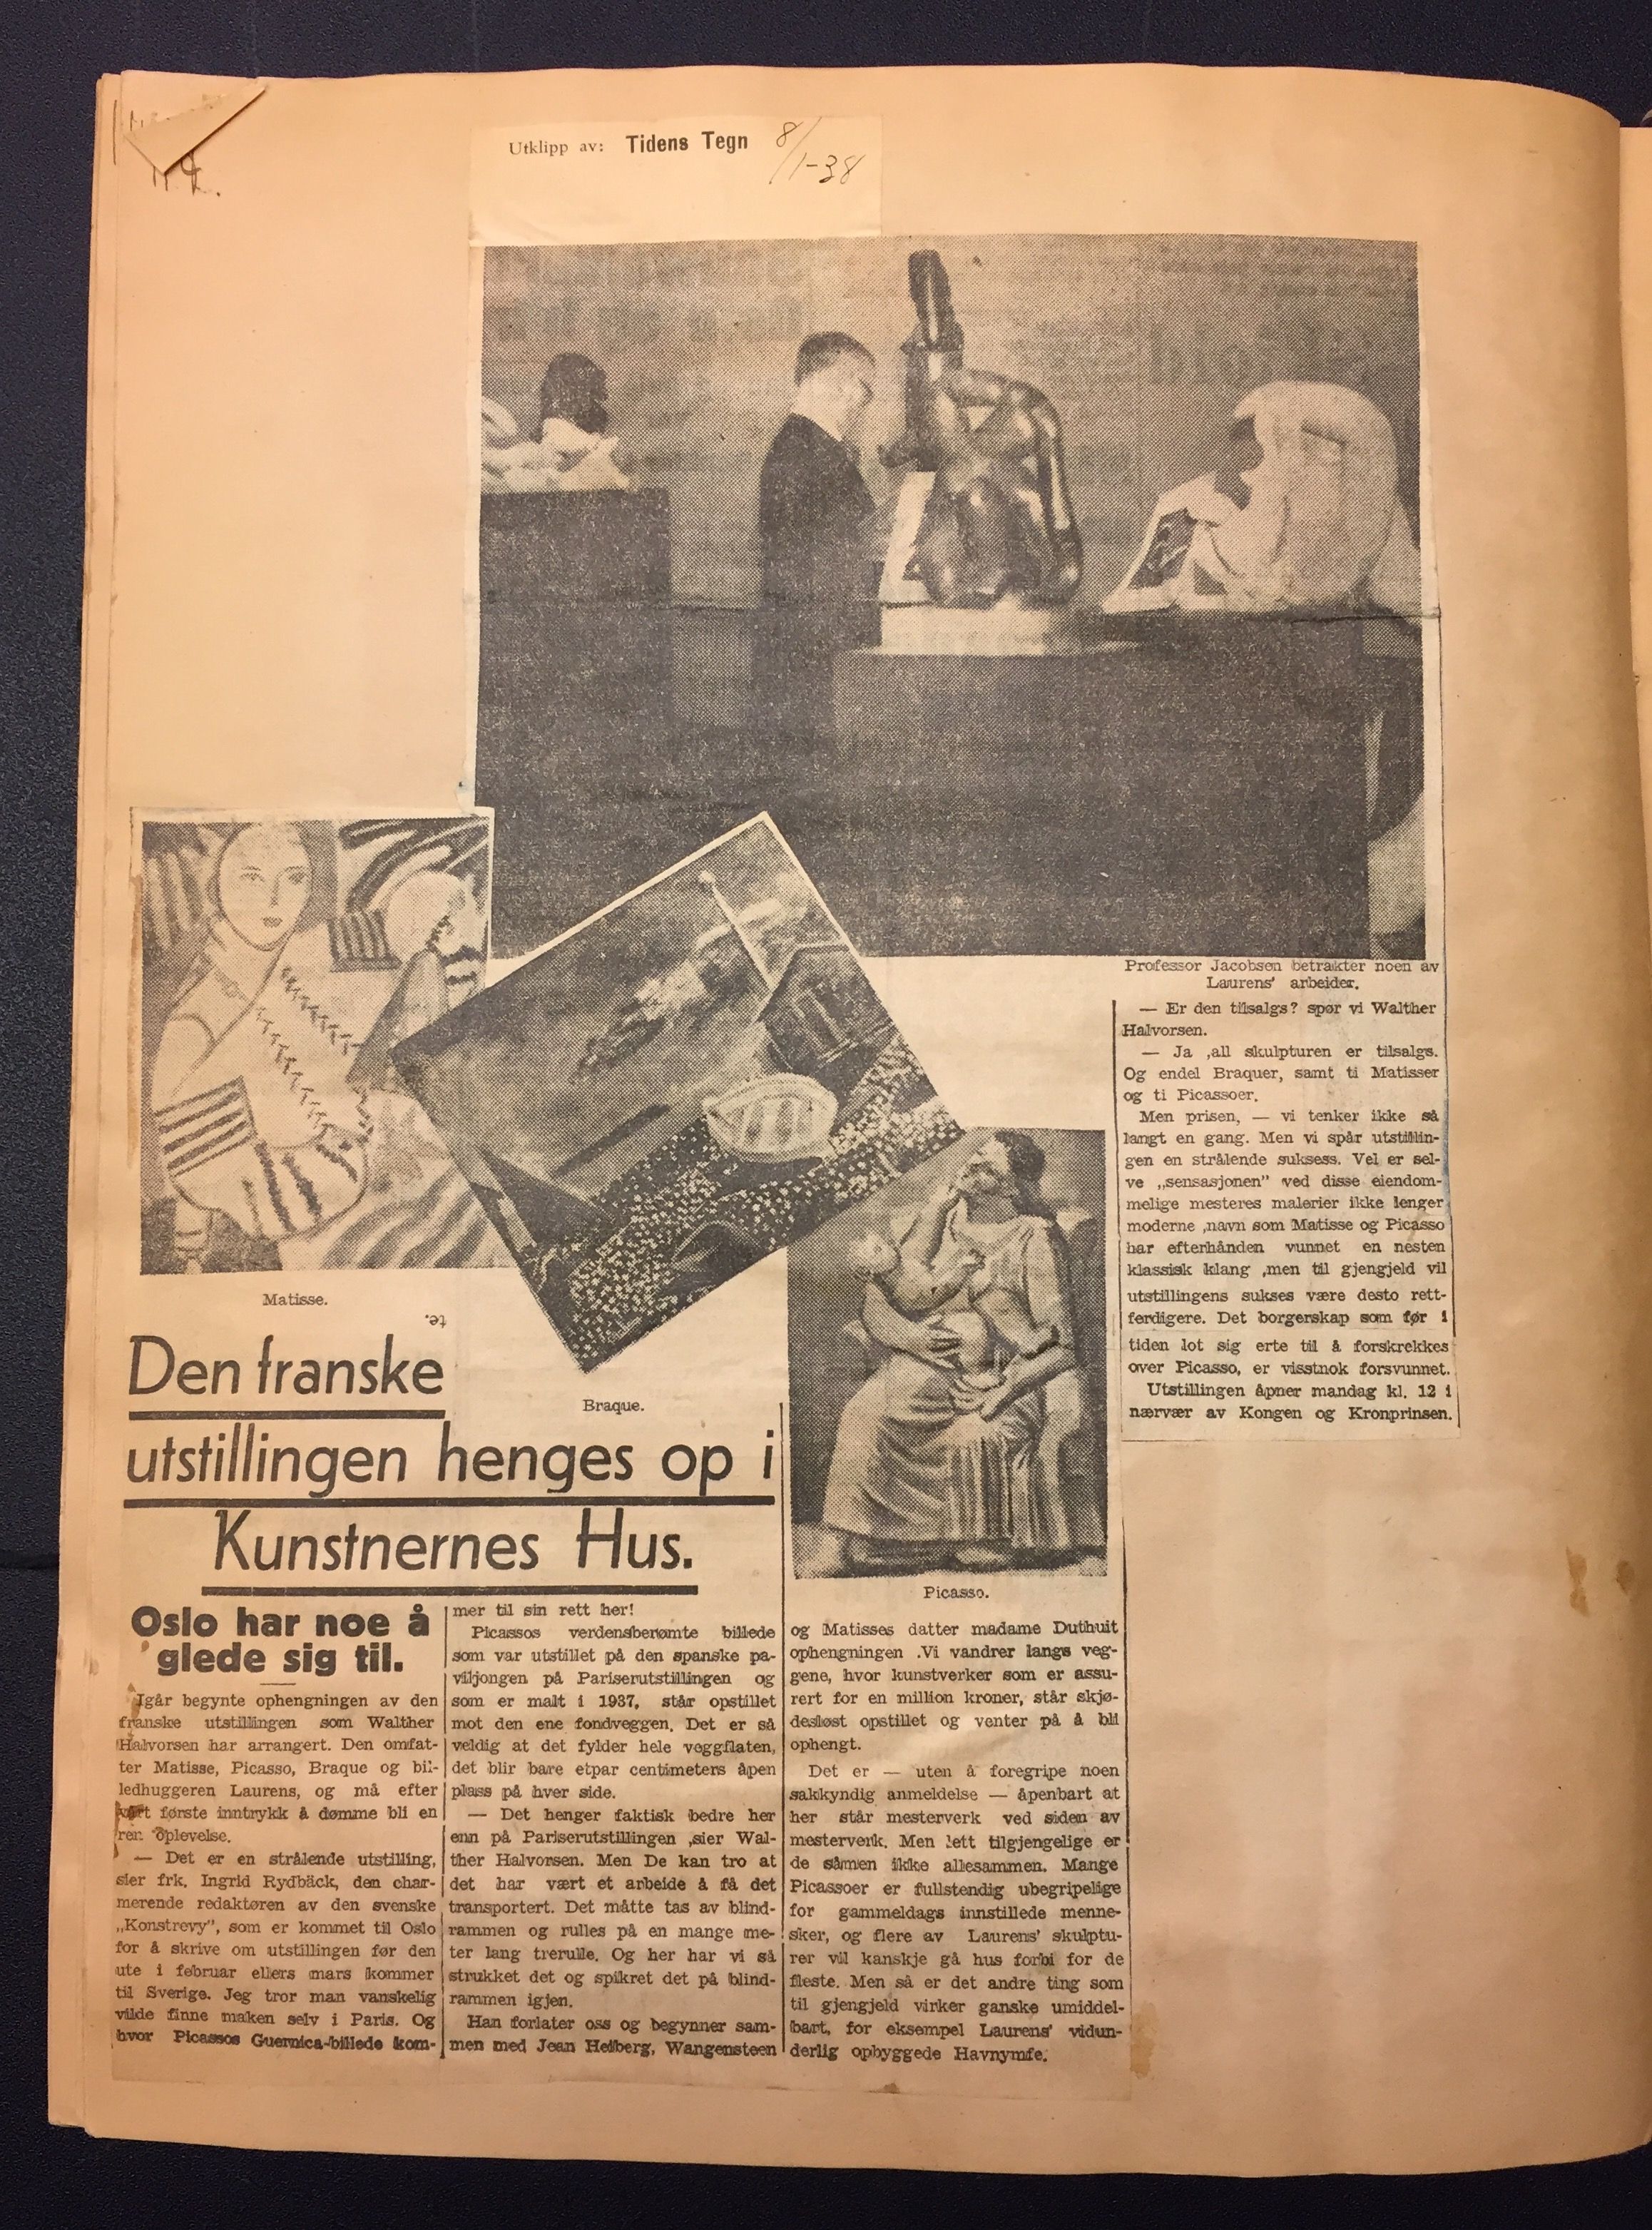 Utklipp av: Tidens Tegn 8/1-38
Matisse.
Braque.
Picasso.
Professor Jacobsen betrakter noen av
Laurens' arbeider.
Den franske
utstillingen henges op i
Kunstnernes Hus.
Oslo har noe å
glede sig til.
Igår begynte ophengningen av den
franske utstillingen som Walther
Halvorsen har arrangert. Den omfat-
ter Matisse, Picasso, Braque og bil-
ledhuggeren Laurens, og må efter
vårt første inntrykk å dømme bli en
ren oplevelse.
— Det er en strålende utstilling,
sier frk. Ingrid Rydbäck, den char-
merende redaktøren av den svenske
„Konstrevy", som er kommet til Oslo
for å skrive om utstillingen før den
ute i februar ellers mars kommer
til Sverige. Jeg tror man vanskelig
vilde finne maken selv i Paris. Og
hvor Picassos Guernica-billede kom-
mer til sin rett her!
Picassos verdensberømte billede
som var utstillet på den spanske pa-
viljongen på Pariserutstillingen og
som er malt i 1937, står opstillet
mot den ene fondveggen. Det er så
veldig at det fylder hele veggflaten,
det blir bare etpar centimeters åpen
plass på hver side.
— Det henger faktisk bedre her
enn på Pariserutstillingen ,sier Wal-
ther Halvorsen. Men De kan tro at
det har vært et arbeide å få det
transportert. Det måtte tas av blind-
rammen og rulles på en mange me-
ter lang trerulle. Og her har vi så
strukket det og spikret det på blind-
rammen igjen.
Han forlater oss og begynner sam-
men med Jean Heiberg, Wangensteen
og Matisses datter madame Duthuit
ophengningen .Vi vandrer langs veg-
gene, hvor kunstverker som er assu-
rert for en million kroner, står skjø-
desløst opstillet og venter på å bli
ophengt.
Det er — uten å foregripe noen
sakkyndig anmeldelse — åpenbart at
her står mesterverk ved siden av
mesterverk. Men lett tilgjengelige er
de såmen ikke allesammen. Mange
Picassoer er fullstendig ubegripelige
for gammeldags innstillede menne-
sker, og flere av Laurens' skulptu-
rer vil kanskje gå hus forbi for de
fleste. Men så er det andre ting som
til gjengjeld virker ganske umiddel-
bart, for eksempel Laurens' vidun-
derlig opbyggede Havnymfe.
— Er den tilsalgs? spør vi Walther
Halvorsen.
— Ja ,all skulpturen er tilsalgs.
Og endel Braquer, samt ti Matisser
og ti Picassoer.
Men prisen, — vi tenker ikke så
langt en gang. Men vi spår utstillin-
gen en strålende suksess. Vel er sel-
ve „sensasjonen" ved disse eiendom-
melige mesteres malerier ikke lenger
moderne ,navn som Matisse og Picasso
har efterhånden vunnet en nesten
klassisk klang ,men til gjengjeld vil
utstillingens sukses være desto rett-
ferdigere. Det borgerskap som før i
tiden lot sig erte til å forskrekkes
over Picasso, er visstnok forsvunnet.
Utstillingen åpner mandag kl. 12 i
nærvær av Kongen og Kronprinsen.